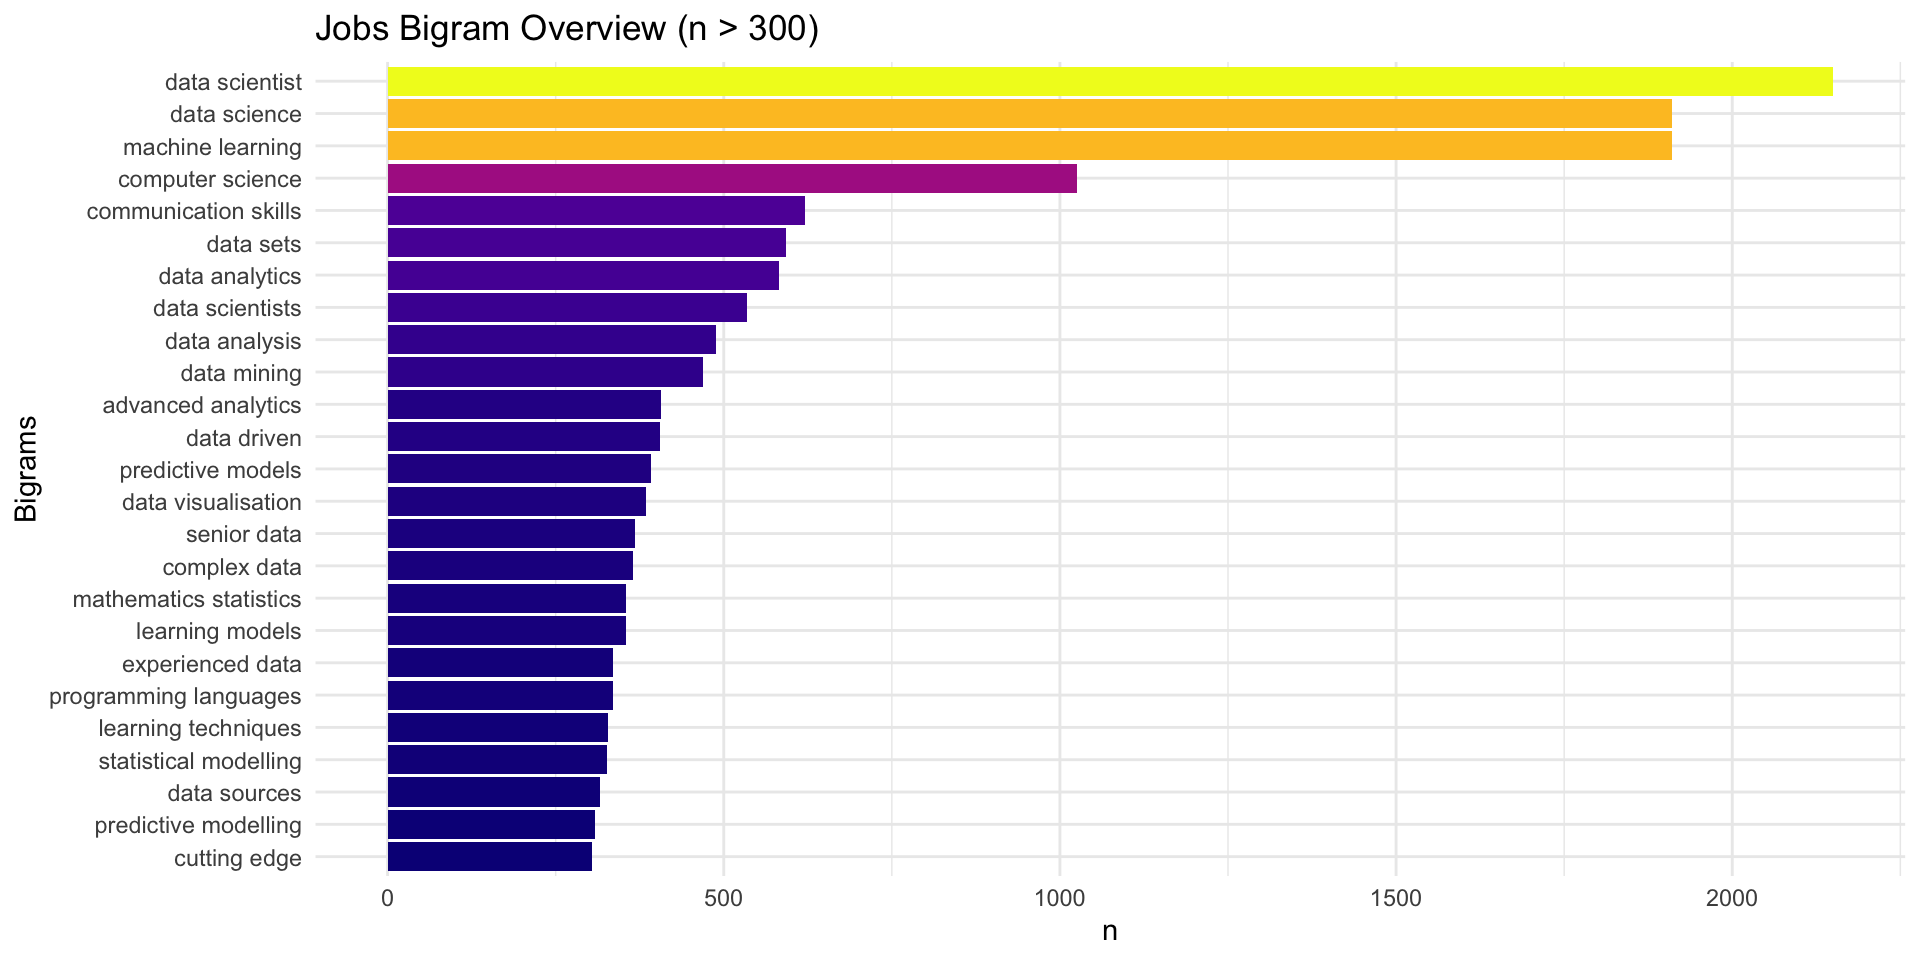 Jobs Bigram Overview (n > 300)
data scientist
data science
machine learning
computer science
communication skills
data sets
data analytics
data scientists
data analysis
data mining
advanced analytics
data driven
predictive models
data visualisation
senior data
complex data
mathematics statistics
learning models
experienced data
programming languages
learning techniques
statistical modelling
data sources
predictive modelling
cutting edge
Bigrams
0 500 1000 1500 2000
n